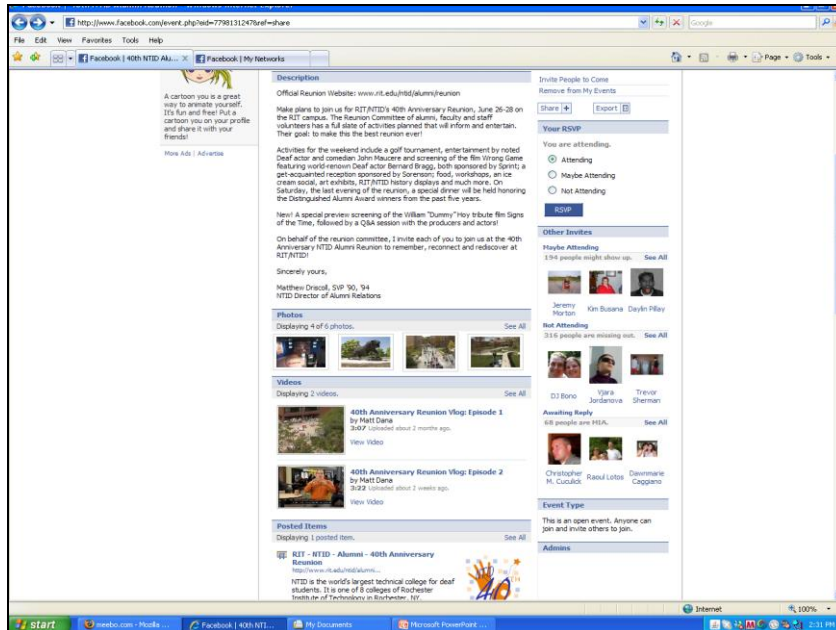 http://www.facebook.com/event.php?eid=7798131247&ref=share
Google
File Edit View Favorites Tools Help
Facebook | 40th NTID Alu...
Facebook | My Networks
Page
Tools
A cartoon you is a great
way to animate yourself.
It's fun and free! Put a
cartoon you on your profile
and share it with your
friends!
More Ads | Advertise
Description
Official Reunion Website: www.rit.edu/ntid/alumni/reunion
Make plans to join us for RIT/NTID's 40th Anniversary Reunion, June 26-28 on
the RIT campus. The Reunion Committee of alumni, faculty and staff
volunteers has a full slate of activities planned that will inform and entertain.
Their goal: to make this the best reunion ever!
Activities for the weekend include a golf tournament, entertainment by noted
Deaf actor and comedian John Maucere and screening of the film Wrong Game
featuring world-renown Deaf actor Bernard Bragg, both sponsored by Sprint; a
get-acquainted reception sponsored by Sorenson; food, workshops, an ice
cream social, art exhibits, RIT/NTID history displays and much more. On
Saturday, the last evening of the reunion, a special dinner will be held honoring
the Distinguished Alumni Award winners from the past five years.
New! A special preview screening of the William "Dummy" Hoy tribute film Signs
of the Time, followed by a Q&A session with the producers and actors!
On behalf of the reunion committee, I invite each of you to join us at the 40th
Anniversary NTID Alumni Reunion to remember, reconnect and rediscover at
RIT/NTID!
Sincerely yours,
Matthew Driscoll, SVP '90, '94
NTID Director of Alumni Relations
Photos
Displaying 4 of 6 photos.
See All
Videos
Displaying 2 videos.
See All
40th Anniversary Reunion Vlog: Episode 1
by Matt Dana
3:07 Uploaded about 2 months ago.
View Video
40th Anniversary Reunion Vlog: Episode 2
by Matt Dana
3:22 Uploaded about 2 weeks ago.
View Video
Posted Items
Displaying 1 posted item.
See All
RIT - NTID - Alumni - 40th Anniversary
Reunion
http://www.rit.edu/ntid/alumni...
NTID is the world's largest technical college for deaf
students. It is one of 8 colleges of Rochester
Institute of Technology in Rochester, NY.
Invite People to Come
Remove from My Events
Share +
Export
Your RSVP
You are attending.
Attending
Maybe Attending
Not Attending
RSVP
Other Invites
Maybe Attending
194 people might show up.
See All
Jeremy
Morton
Kim Busana
Daylin Pillay
Not Attending
316 people are missing out.
See All
DJ Bono
Vjara
Jordanova
Trevor
Sherman
Awaiting Reply
68 people are MIA.
See All
Christopher
M. Cuculick
Raoul Lotos
Dawnmarie
Caggiano
Event Type
This is an open event. Anyone can
join and invite others to join.
Admins
Internet
100%
start
meebo.com - Mozilla ...
Facebook | 40th NTI...
My Documents
Microsoft PowerPoint ...
2:31 PM